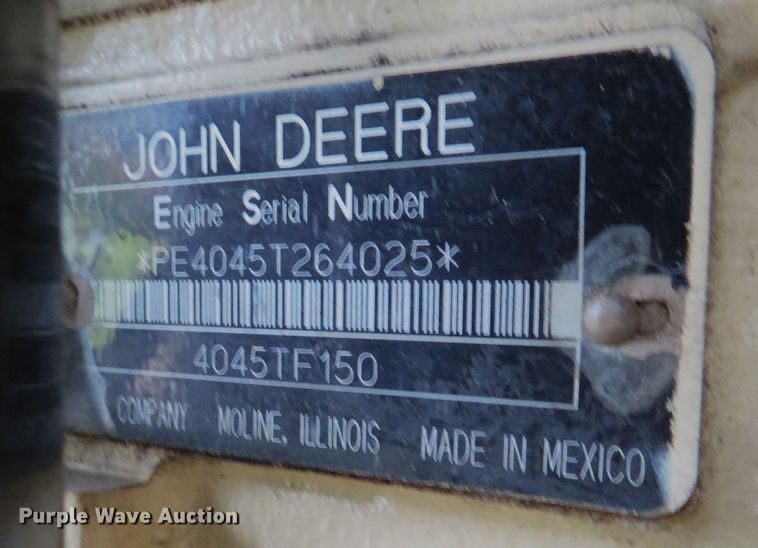 JOHN DEERE
Engine Serial Number
*PE4045T264025*
4045TF150
COMPANY MOLINE, ILLINOIS MADE IN MEXICO
Purple Wave Auction